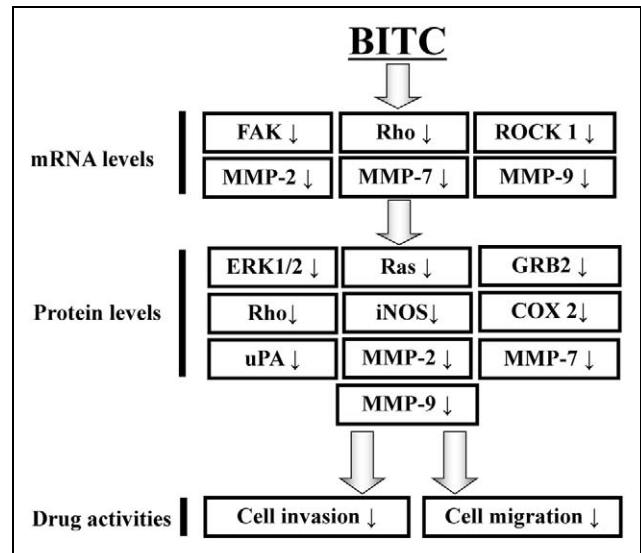 BITC
FAK ↓ Rho ↓ ROCK 1 ↓
mRNA levels
MMP-2 ↓ MMP-7 ↓ MMP-9 ↓
ERK1/2 ↓ Ras ↓ GRB2 ↓
Protein levels Rho↓ iNOS↓ COX 2↓
uPA ↓ MMP-2 ↓ MMP-7 ↓
MMP-9 ↓
Drug activities Cell invasion ↓ Cell migration ↓